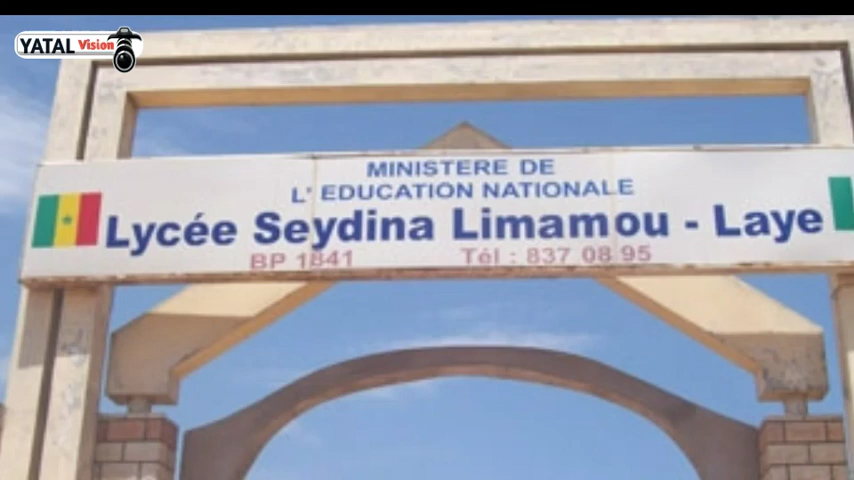 YATAL Vision
MINISTERE DE
L' EDUCATION NATIONALE
Lycée Seydina Limamou - Laye
BP 1841 Tél : 837 08 95